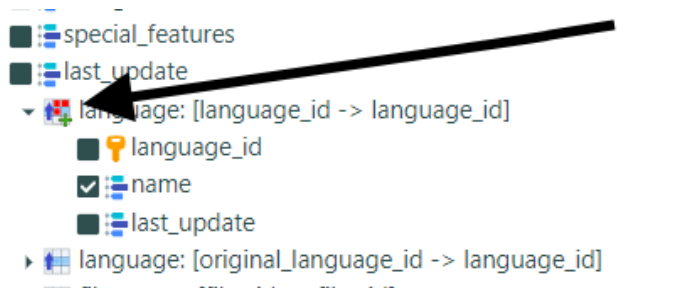 special_features
last_update
language: [language_id -> language_id]
language_id
name
last_update
language: [original_language_id -> language_id]